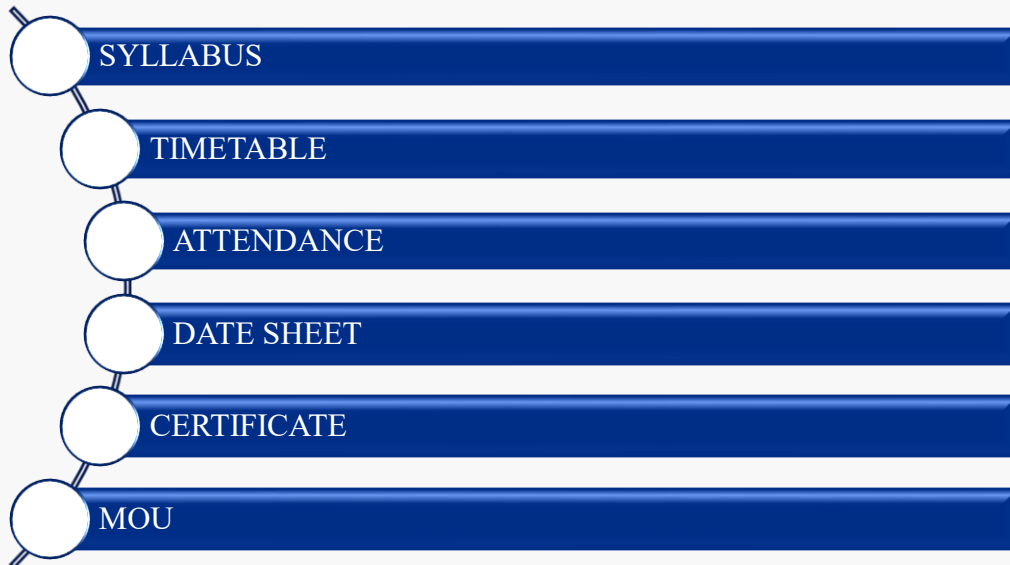 SYLLABUS
TIMETABLE
ATTENDANCE
DATE SHEET
CERTIFICATE
MOU